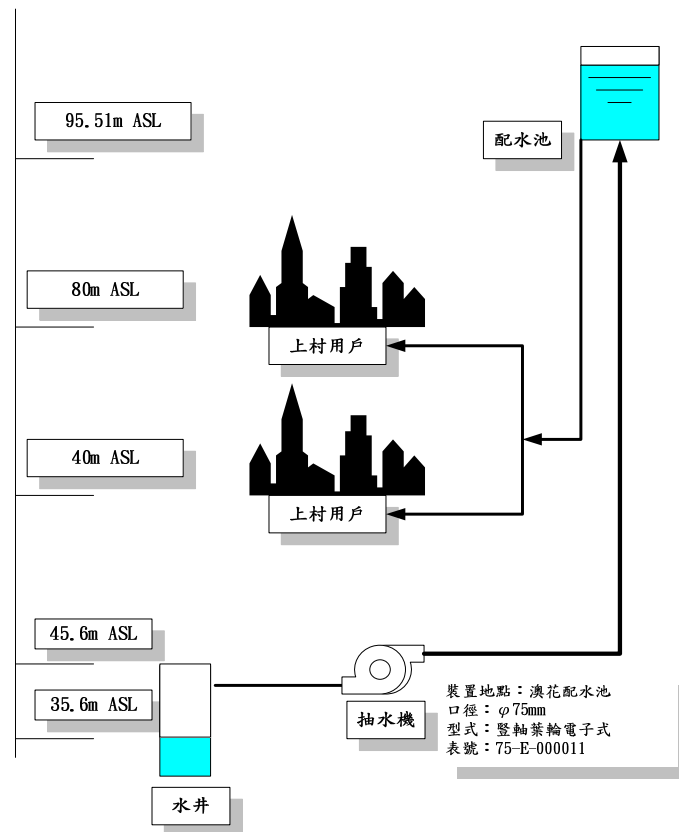 95.51m ASL
配水池
80m ASL
上村用戶
40m ASL
上村用戶
45.6m ASL
35.6m ASL
抽水機
裝置地點：澳花配水池
口徑：φ75mm
型式：豎軸葉輪電子式
表號：75-E-000011
水井